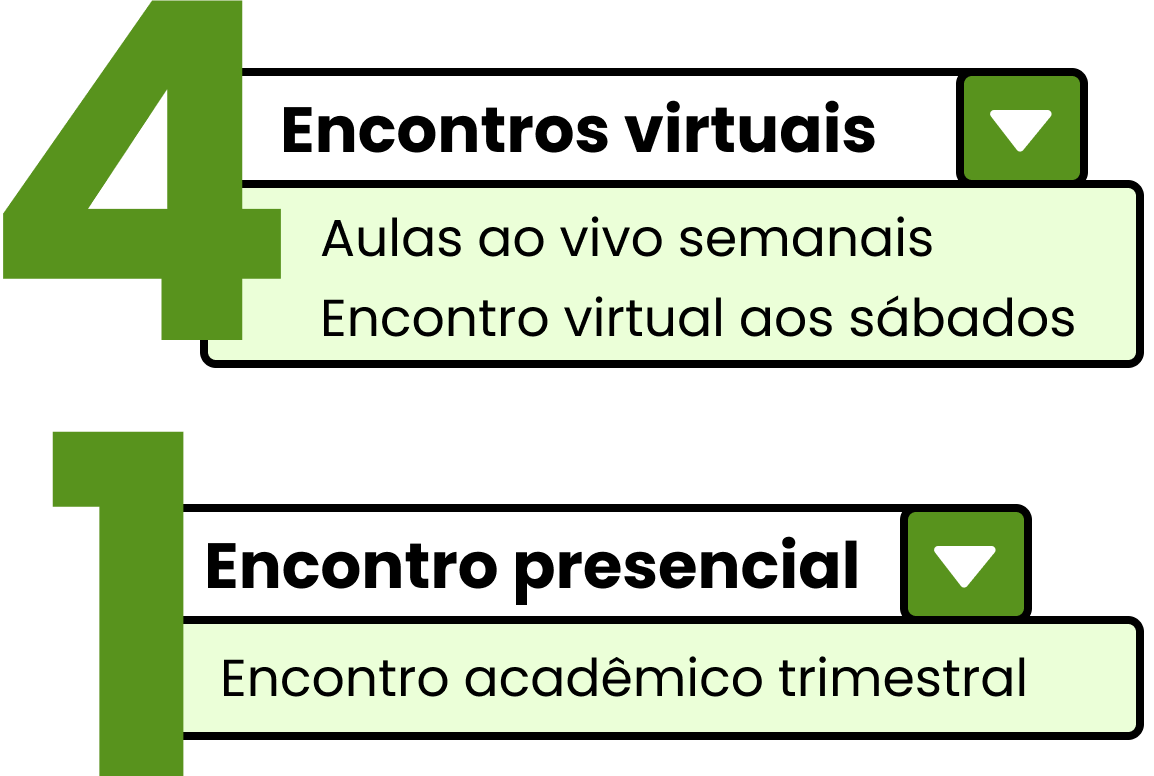 4
Encontros virtuais
Aulas ao vivo semanais
Encontro virtual aos sábados
1
Encontro presencial
Encontro acadêmico trimestral